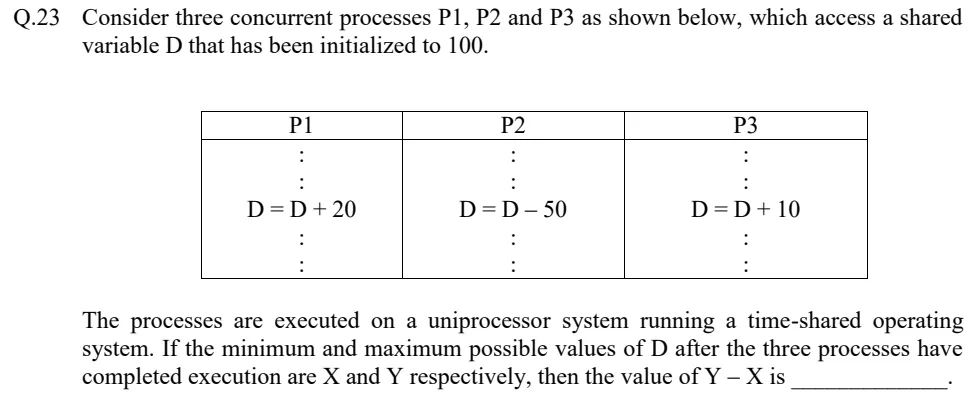 Q.23 Consider three concurrent processes P1, P2 and P3 as shown below, which access a shared
variable D that has been initialized to 100.
P1 P2 P3
: : :
: : :
D = D + 20 D = D – 50 D = D + 10
: : :
: : :
The processes are executed on a uniprocessor system running a time-shared operating
system. If the minimum and maximum possible values of D after the three processes have
completed execution are X and Y respectively, then the value of Y – X is _____________.